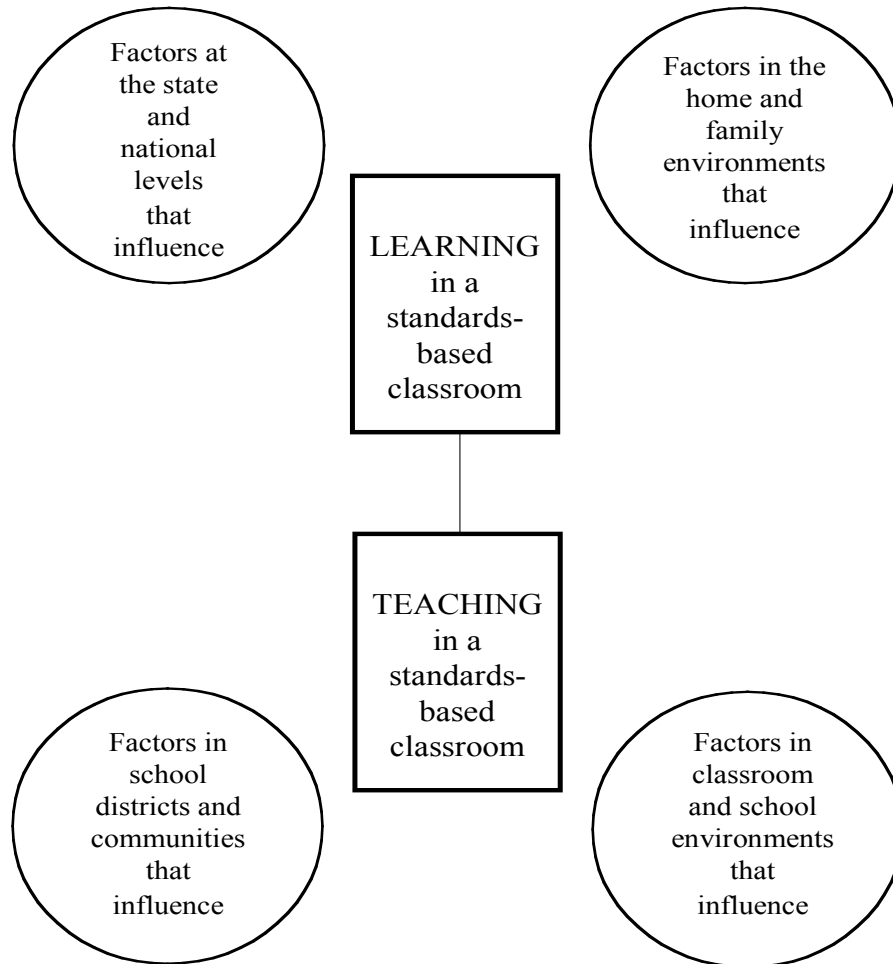 Factors at
the state
and
national
levels
that
influence
Factors in the
home and
family
environments
that
influence
LEARNING
in a
standards-
based
classroom
TEACHING
in a
standards-
based
classroom
Factors in
school
districts and
communities
that
influence
Factors in
classroom
and school
environments
that
influence